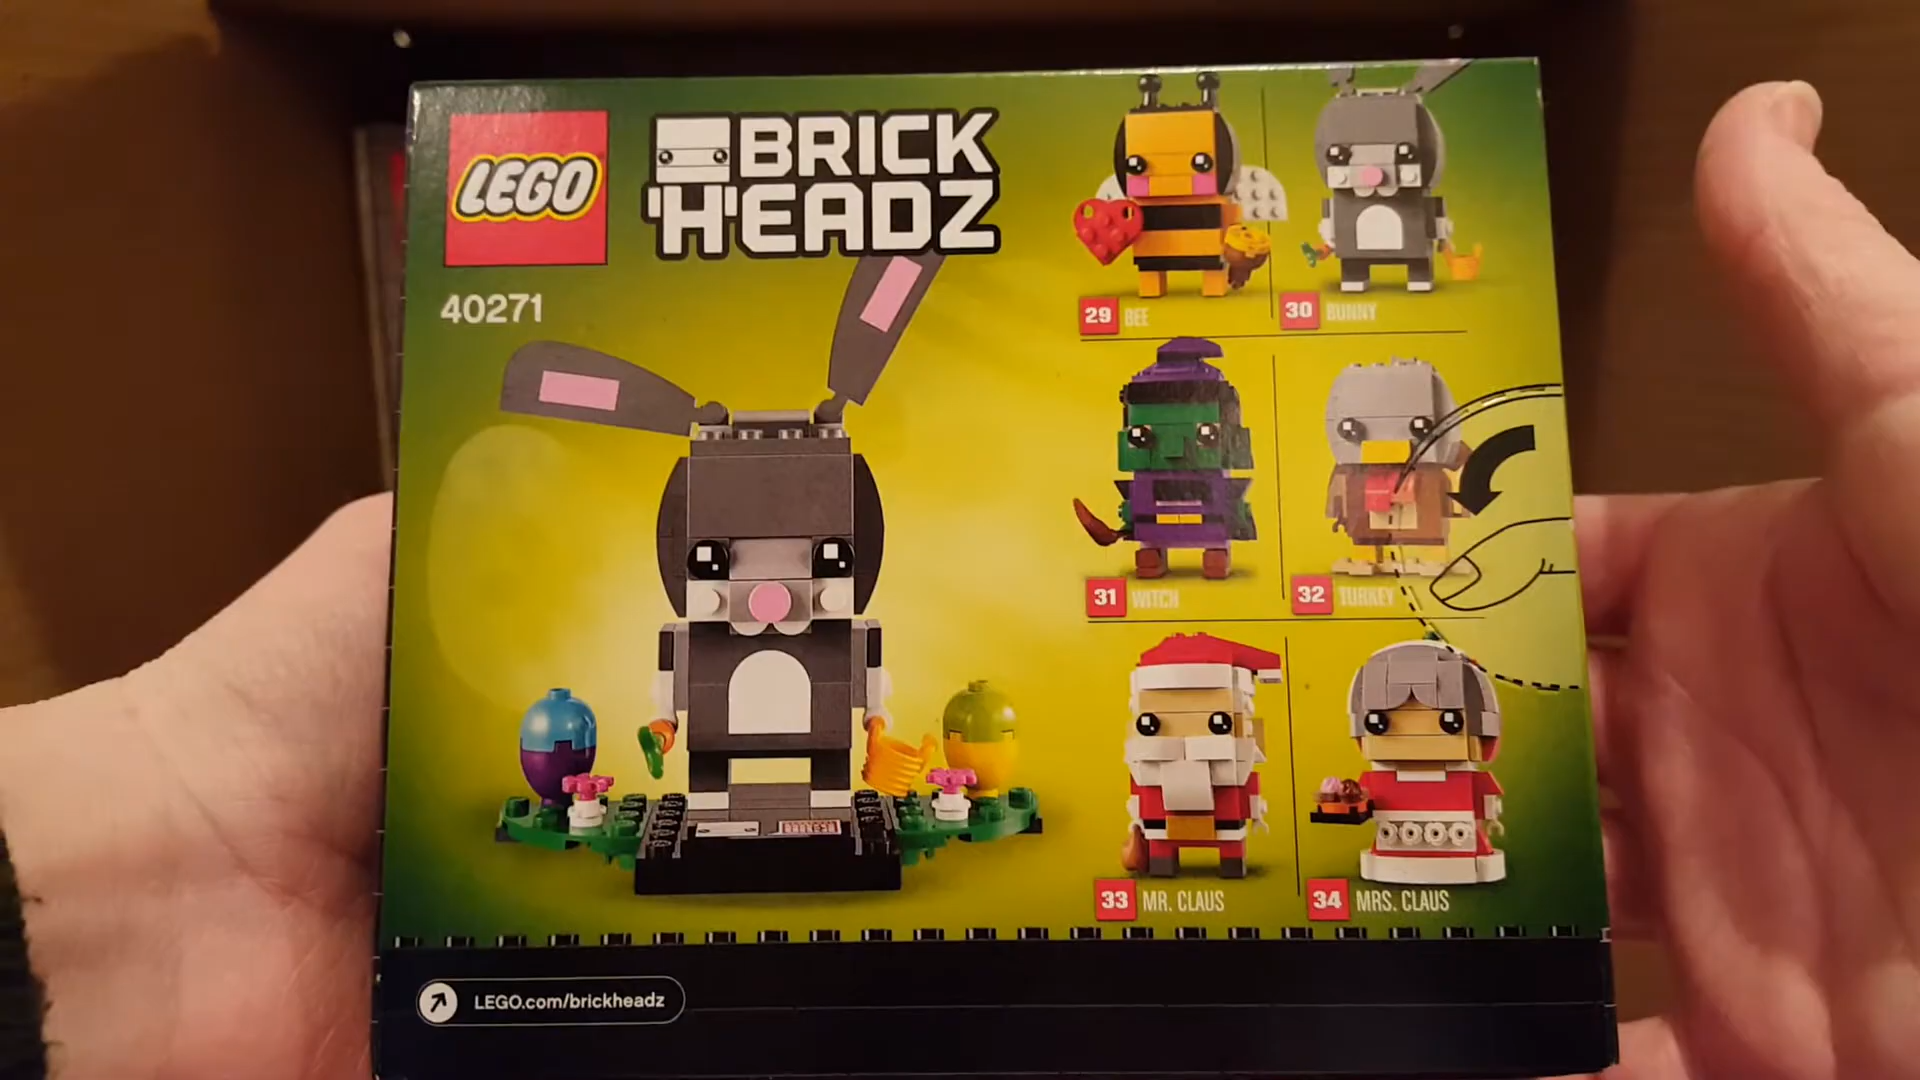 LEGO
BRICK
HEADZ
40271
29 BEE
30 BUNNY
31 WITCH
32 TURKEY
33 MR. CLAUS
34 MRS. CLAUS
LEGO.com/brickheadz